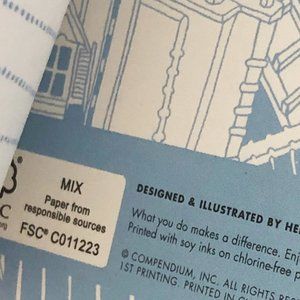 MIX
Paper from
responsible sources
FSC® C011223
DESIGNED & ILLUSTRATED BY
What you do makes a difference.
Printed with soy inks on chlorine-free
© COMPENDIUM, INC. ALL RIGHTS
1ST PRINTING. PRINTED IN